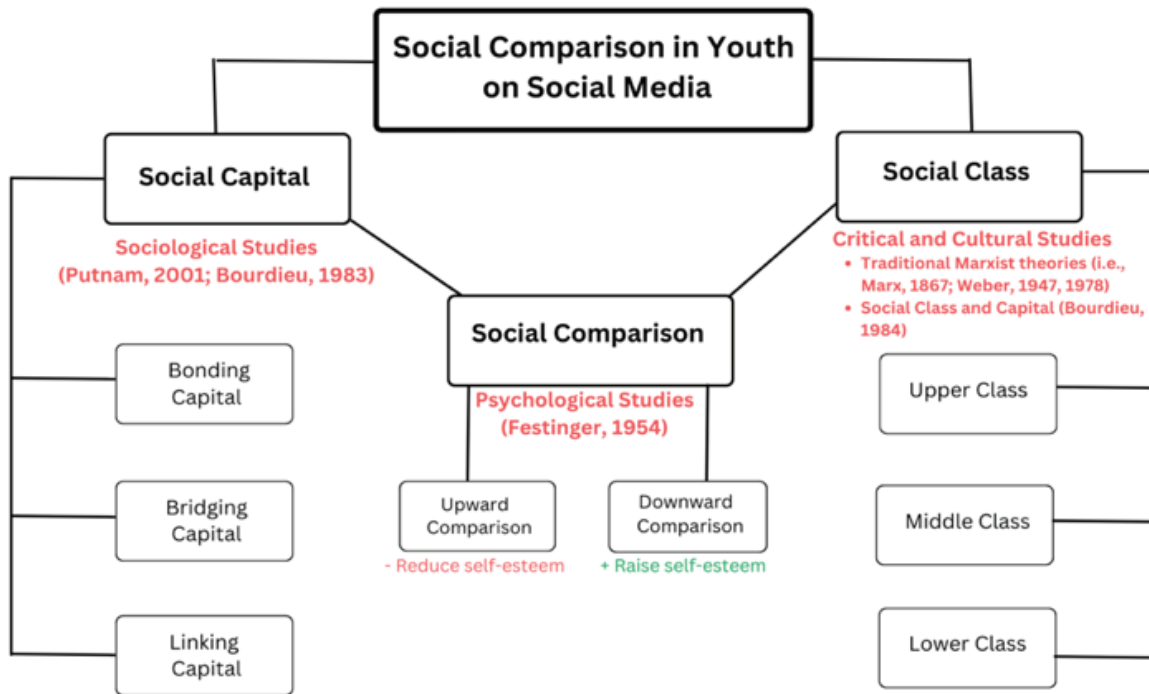 Social Comparison in Youth
on Social Media
Social Capital
Sociological Studies
(Putnam, 2001; Bourdieu, 1983)
Bonding
Capital
Bridging
Capital
Linking
Capital
Social Comparison
Psychological Studies
(Festinger, 1954)
Upward
Comparison
- Reduce self-esteem
Downward
Comparison
+ Raise self-esteem
Social Class
Critical and Cultural Studies
• Traditional Marxist theories (i.e.,
Marx, 1867; Weber, 1947, 1978)
• Social Class and Capital (Bourdieu,
1984)
Upper Class
Middle Class
Lower Class